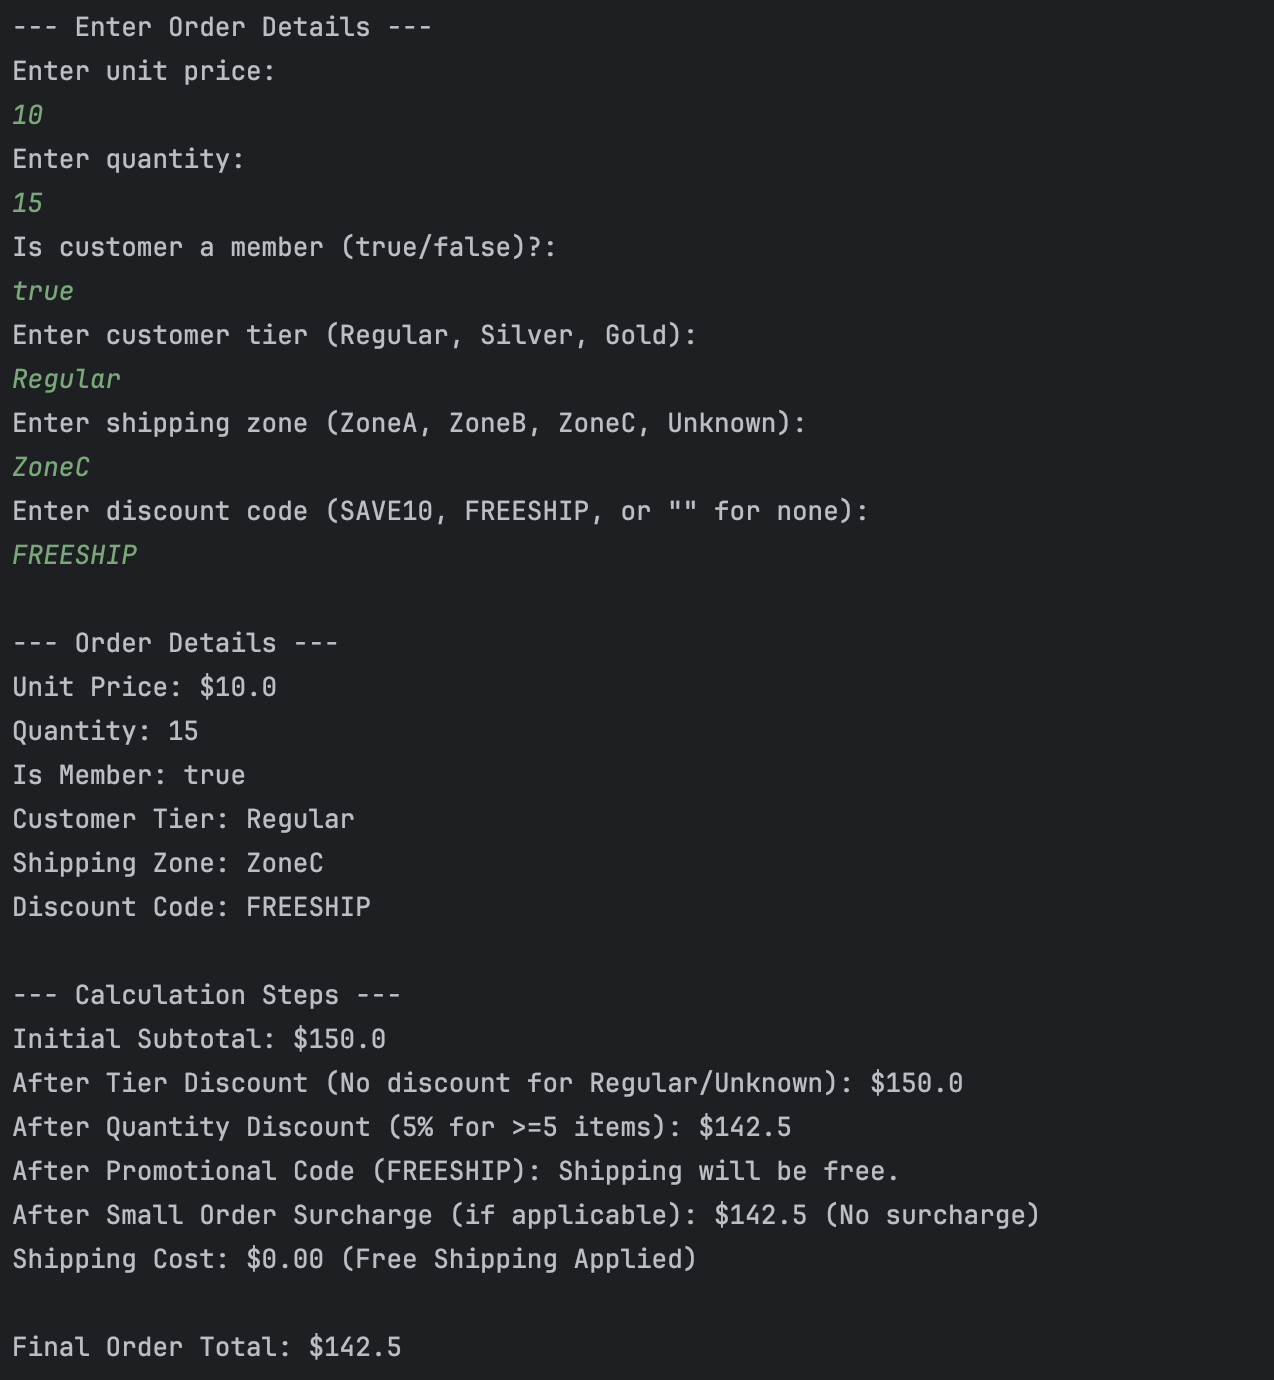 --- Enter Order Details ---
Enter unit price:
10
Enter quantity:
15
Is customer a member (true/false)?:
true
Enter customer tier (Regular, Silver, Gold):
Regular
Enter shipping zone (ZoneA, ZoneB, ZoneC, Unknown):
ZoneC
Enter discount code (SAVE10, FREESHIP, or "" for none):
FREESHIP

--- Order Details ---
Unit Price: $10.0
Quantity: 15
Is Member: true
Customer Tier: Regular
Shipping Zone: ZoneC
Discount Code: FREESHIP

--- Calculation Steps ---
Initial Subtotal: $150.0
After Tier Discount (No discount for Regular/Unknown): $150.0
After Quantity Discount (5% for >=5 items): $142.5
After Promotional Code (FREESHIP): Shipping will be free.
After Small Order Surcharge (if applicable): $142.5 (No surcharge)
Shipping Cost: $0.00 (Free Shipping Applied)

Final Order Total: $142.5